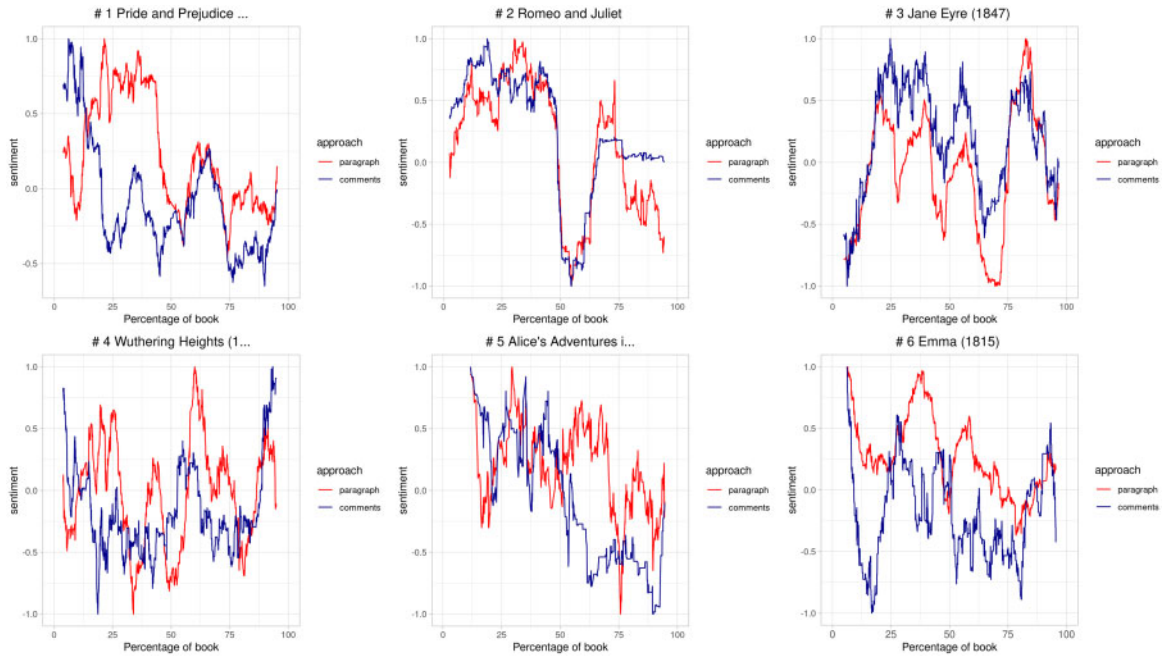 # 1 Pride and Prejudice ...
1.0
0.5
0.0
-0.5
sentiment
0
25
50
75
100
Percentage of book
approach
paragraph
comments
# 2 Romeo and Juliet
1.0
0.5
0.0
-0.5
-1.0
sentiment
0
25
50
75
100
Percentage of book
approach
paragraph
comments
# 3 Jane Eyre (1847)
1.0
0.5
0.0
-0.5
-1.0
sentiment
0
25
50
75
100
Percentage of book
approach
paragraph
comments
# 4 Wuthering Heights (1...
1.0
0.5
0.0
-0.5
-1.0
sentiment
0
25
50
75
100
Percentage of book
approach
paragraph
comments
# 5 Alice's Adventures i...
1.0
0.5
0.0
-0.5
-1.0
sentiment
0
25
50
75
100
Percentage of book
approach
paragraph
comments
# 6 Emma (1815)
1.0
0.5
0.0
-0.5
-1.0
sentiment
0
25
50
75
100
Percentage of book
approach
paragraph
comments